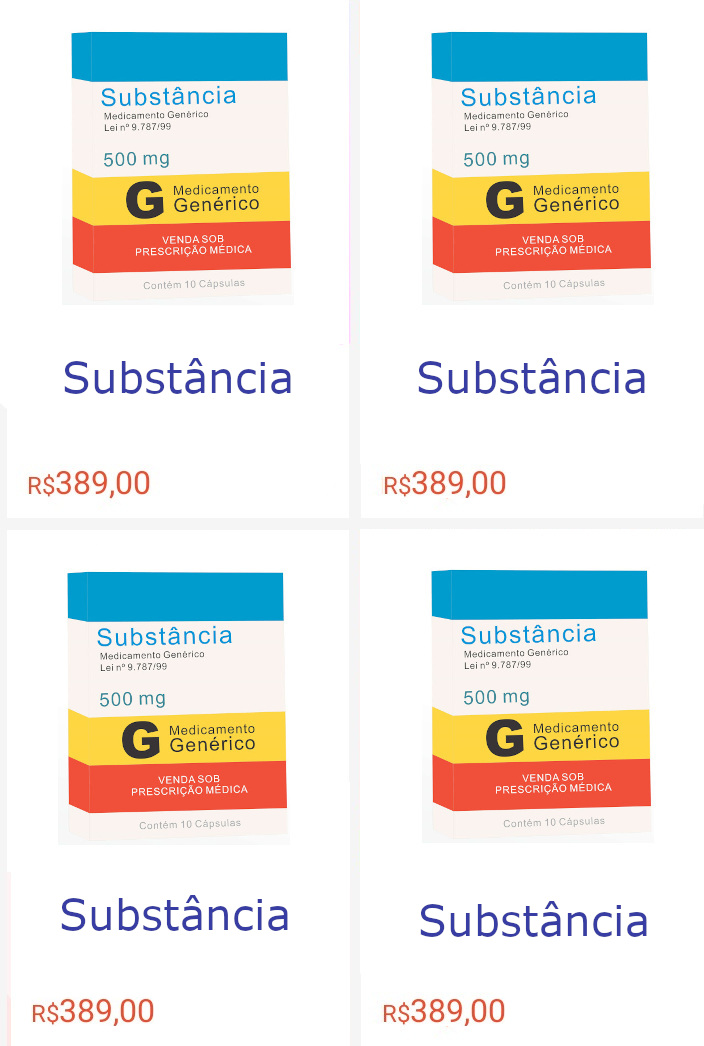 Substância
Medicamento Genérico
Lei nº 9.787/99
500 mg
G Medicamento
Genérico
VENDA SOB
PRESCRIÇÃO MÉDICA
Contém 10 Cápsulas
Substância
R$389,00
Substância
Medicamento Genérico
Lei nº 9.787/99
500 mg
G Medicamento
Genérico
VENDA SOB
PRESCRIÇÃO MÉDICA
Contém 10 Cápsulas
Substância
R$389,00
Substância
Medicamento Genérico
Lei nº 9.787/99
500 mg
G Medicamento
Genérico
VENDA SOB
PRESCRIÇÃO MÉDICA
Contém 10 Cápsulas
Substância
R$389,00
Substância
Medicamento Genérico
Lei nº 9.787/99
500 mg
G Medicamento
Genérico
VENDA SOB
PRESCRIÇÃO MÉDICA
Contém 10 Cápsulas
Substância
R$389,00